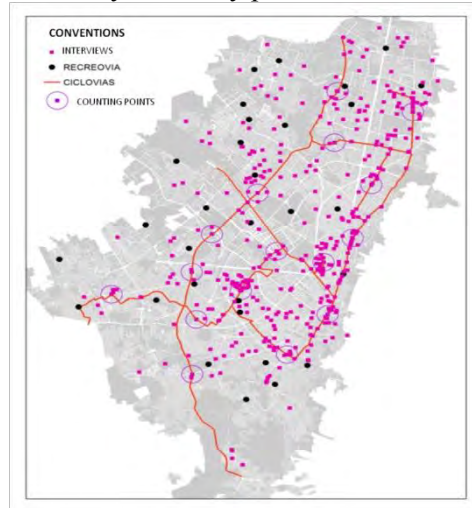 CONVENTIONS
INTERVIEWS
RECREOVIA
CICLOVIAS
COUNTING POINTS